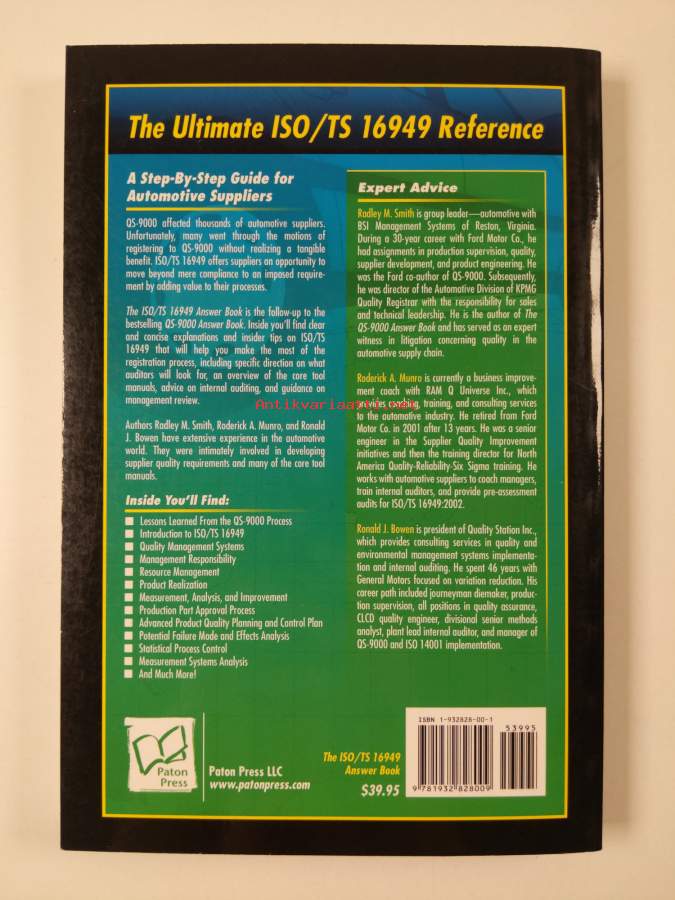 The Ultimate ISO/TS 16949 Reference
A Step-By-Step Guide for
Automotive Suppliers
QS-9000 affected thousands of automotive suppliers.
Unfortunately, many went through the motions of
registering to QS-9000 without realizing a tangible
benefit. ISO/TS 16949 offers suppliers an opportunity to
move beyond mere compliance to an imposed require-
ment by adding value to their processes.
The ISO/TS 16949 Answer Book is the follow-up to the
bestselling QS-9000 Answer Book. Inside you'll find clear
and concise explanations and insider tips on ISO/TS
16949 that will help you make the most of the
registration process, including specific direction on what
auditors will look for, an overview of the core tool
manuals, advice on internal auditing, and guidance on
management review.
Authors Radley M. Smith, Roderick A. Munro, and Ronald
J. Bowen have extensive experience in the automotive
world. They were intimately involved in developing
supplier quality requirements and many of the core tool
manuals.
Inside You'll Find:
■ Lessons Learned From the QS-9000 Process
■ Introduction to ISO/TS 16949
■ Quality Management Systems
■ Management Responsibility
■ Resource Management
■ Product Realization
■ Measurement, Analysis, and Improvement
■ Production Part Approval Process
■ Advanced Product Quality Planning and Control Plan
■ Potential Failure Mode and Effects Analysis
■ Statistical Process Control
■ Measurement Systems Analysis
■ And Much More!
Expert Advice
Radley M. Smith is group leader—automotive with
BSI Management Systems of Reston, Virginia.
During a 30-year career with Ford Motor Co., he
had assignments in production supervision, quality,
supplier development, and product engineering. He
was the Ford co-author of QS-9000. Subsequently,
he was director of the Automotive Division of KPMG
Quality Registrar with the responsibility for sales
and technical leadership. He is the author of The
QS-9000 Answer Book and has served as an expert
witness in litigation concerning quality in the
automotive supply chain.
Roderick A. Munro is currently a business improve-
ment coach with RAM Q Universe Inc., which
coaching, training, and consulting services
to the automotive industry. He retired from Ford
Motor Co. in 2001 after 13 years. He was a senior
engineer in the Supplier Quality Improvement
initiatives and then the training director for North
America Quality-Reliability-Six Sigma training. He
works with automotive suppliers to coach managers,
train internal auditors, and provide pre-assessment
audits for ISO/TS 16949:2002.
Ronald J. Bowen is president of Quality Station Inc.,
which provides consulting services in quality and
environmental management systems implementa-
tion and internal auditing. He spent 46 years with
General Motors focused on variation reduction. His
career path included journeyman diemaker, produc-
tion supervision, all positions in quality assurance,
CLCD quality engineer, divisional senior methods
analyst, plant lead internal auditor, and manager of
QS-9000 and ISO 14001 implementation.
Antikvariaatti.net
Paton
Press
Paton Press LLC
www.patonpress.com
The ISO/TS 16949
Answer Book
$39.95
ISBN 1-932828-00-1
53995
9 781932 828009